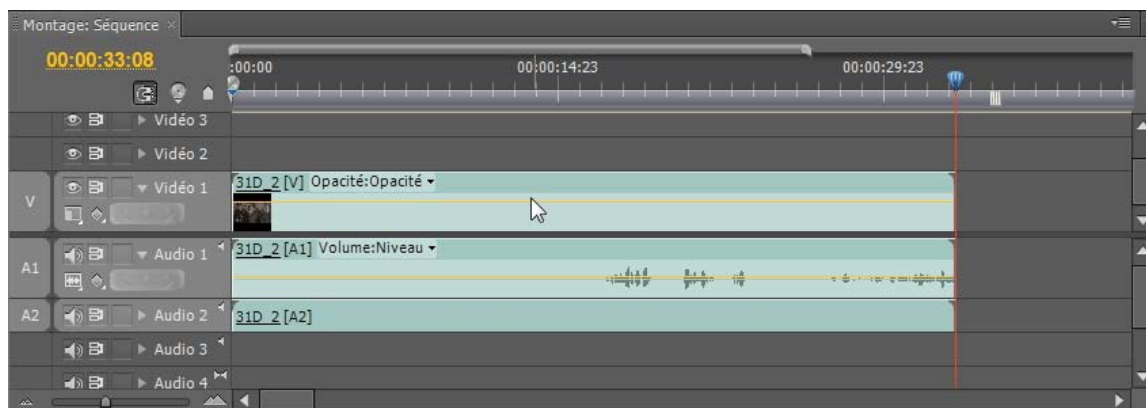 Montage: Séquence ×
00:00:33:08
:00:00 00:00:14:23 00:00:29:23
Vidéo 3
Vidéo 2
V Vidéo 1 31D_2 [V] Opacité:Opacité
A1 Audio 1 31D_2 [A1] Volume:Niveau
A2 Audio 2 31D_2 [A2]
Audio 3
Audio 4